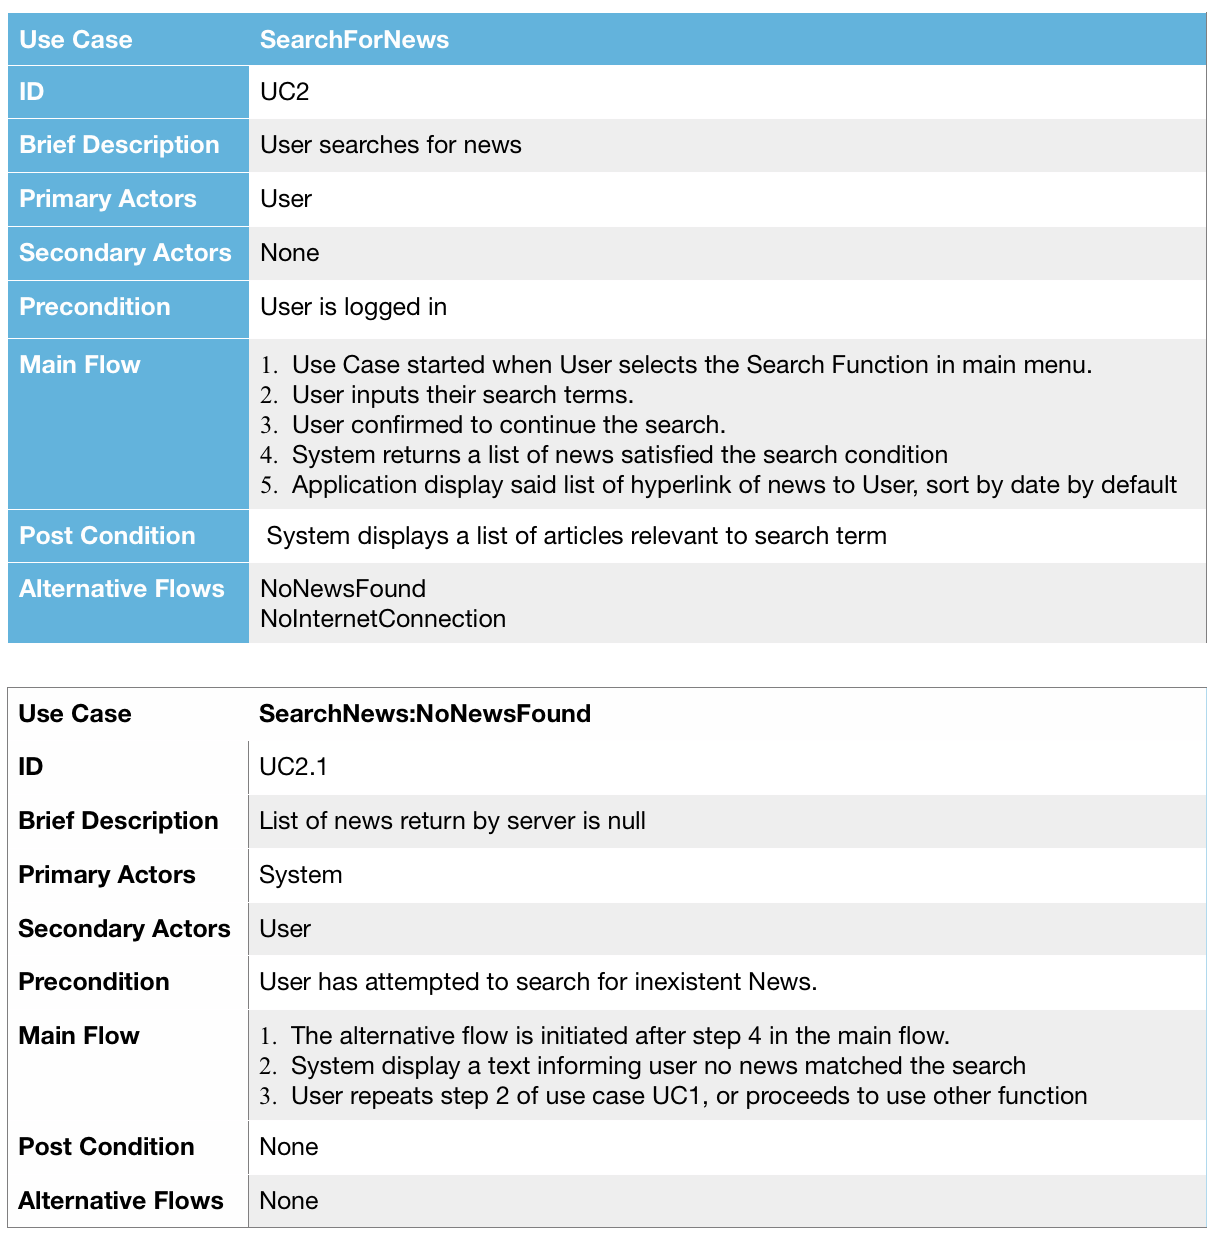 Use Case SearchForNews
ID UC2
Brief Description User searches for news
Primary Actors User
Secondary Actors None
Precondition User is logged in
Main Flow 1. Use Case started when User selects the Search Function in main menu.
2. User inputs their search terms.
3. User confirmed to continue the search.
4. System returns a list of news satisfied the search condition
5. Application display said list of hyperlink of news to User, sort by date by default
Post Condition System displays a list of articles relevant to search term
Alternative Flows NoNewsFound
NoInternetConnection
Use Case SearchNews:NoNewsFound
ID UC2.1
Brief Description List of news return by server is null
Primary Actors System
Secondary Actors User
Precondition User has attempted to search for inexistent News.
Main Flow 1. The alternative flow is initiated after step 4 in the main flow.
2. System display a text informing user no news matched the search
3. User repeats step 2 of use case UC1, or proceeds to use other function
Post Condition None
Alternative Flows None